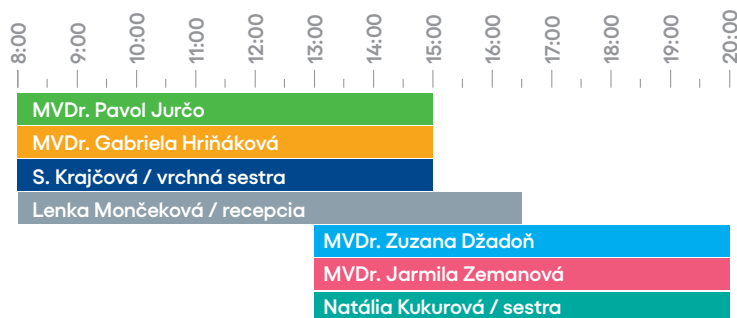 8:00
9:00
10:00
11:00
12:00
13:00
14:00
15:00
16:00
17:00
18:00
19:00
20:00
MVDr. Pavol Jurčo
MVDr. Gabriela Hriňáková
S. Krajčová / vrchná sestra
Lenka Mončeková / recepcia
MVDr. Zuzana Džadoň
MVDr. Jarmila Zemanová
Natália Kukurová / sestra